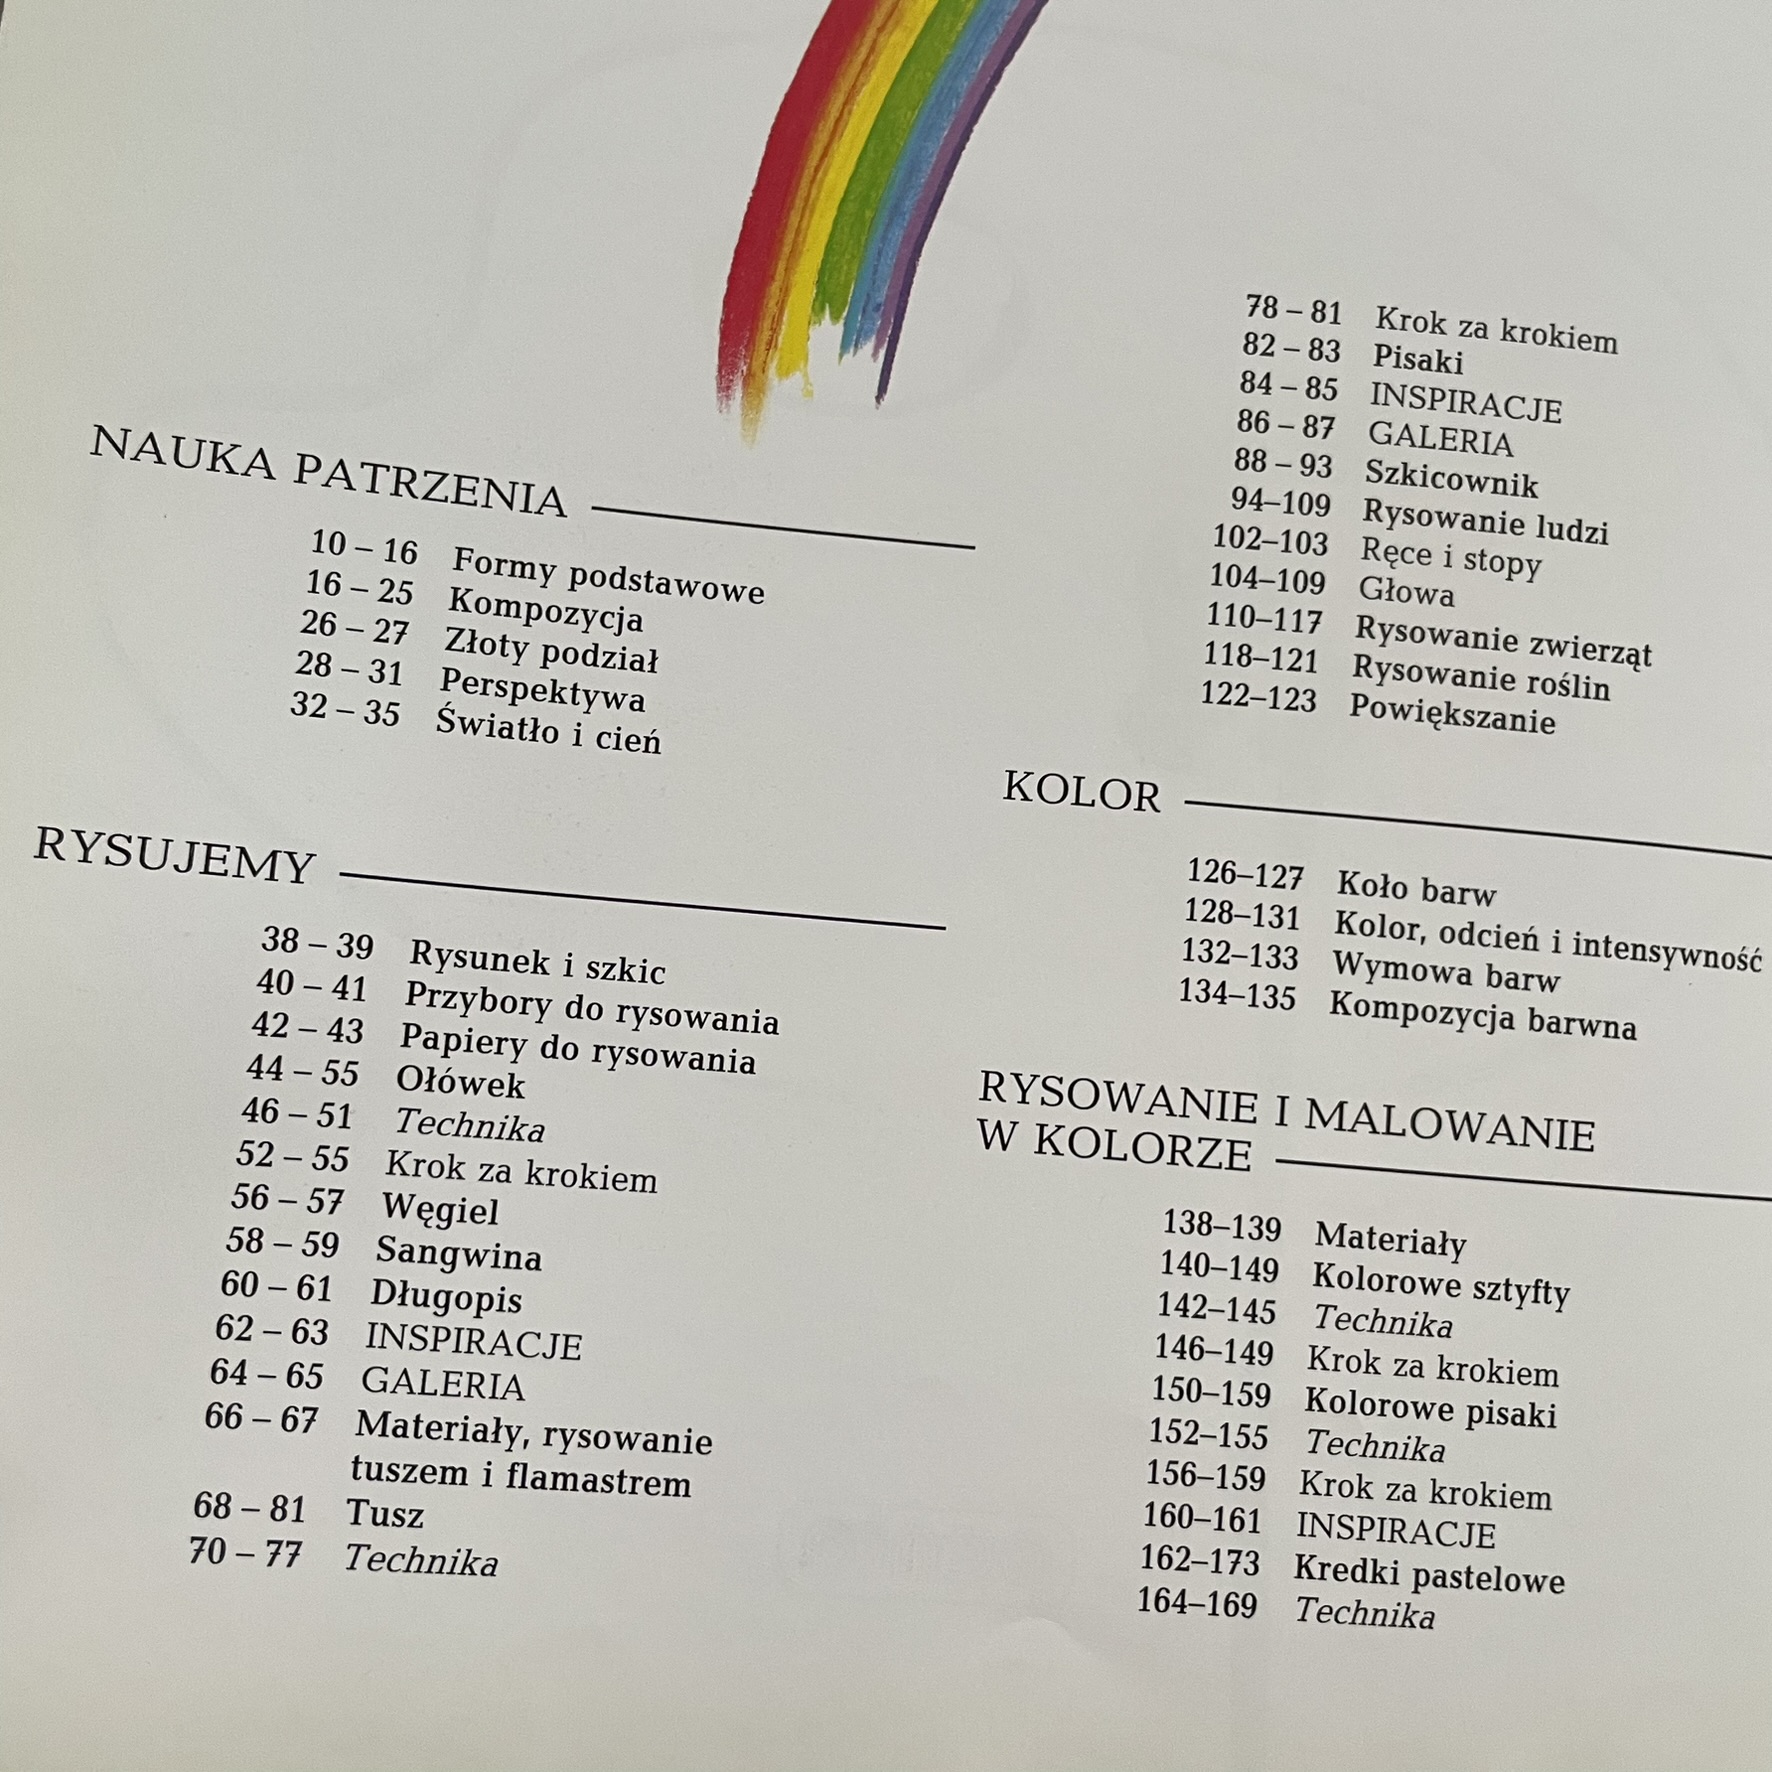 NAUKA PATRZENIA
10 – 16 Formy podstawowe
16 – 25 Kompozycja
26 – 27 Złoty podział
28 – 31 Perspektywa
32 – 35 Światło i cień
RYSUJEMY
38 – 39 Rysunek i szkic
40 – 41 Przybory do rysowania
42 – 43 Papiery do rysowania
44 – 55 Ołówek
46 – 51 Technika
52 – 55 Krok za krokiem
56 – 57 Węgiel
58 – 59 Sangwina
60 – 61 Długopis
62 – 63 INSPIRACJE
64 – 65 GALERIA
66 – 67 Materiały, rysowanie
tuszem i flamastrem
68 – 81 Tusz
70 – 77 Technika
78 – 81 Krok za krokiem
82 – 83 Pisaki
84 – 85 INSPIRACJE
86 – 87 GALERIA
88 – 93 Szkicownik
94–109 Rysowanie ludzi
102–103 Ręce i stopy
104–109 Głowa
110–117 Rysowanie zwierząt
118–121 Rysowanie roślin
122–123 Powiększanie
KOLOR
126–127 Koło barw
128–131 Kolor, odcień i intensywność
132–133 Wymowa barw
134–135 Kompozycja barwna
RYSOWANIE I MALOWANIE
W KOLORZE
138–139 Materiały
140–149 Kolorowe sztyfty
142–145 Technika
146–149 Krok za krokiem
150–159 Kolorowe pisaki
152–155 Technika
156–159 Krok za krokiem
160–161 INSPIRACJE
162–173 Kredki pastelowe
164–169 Technika